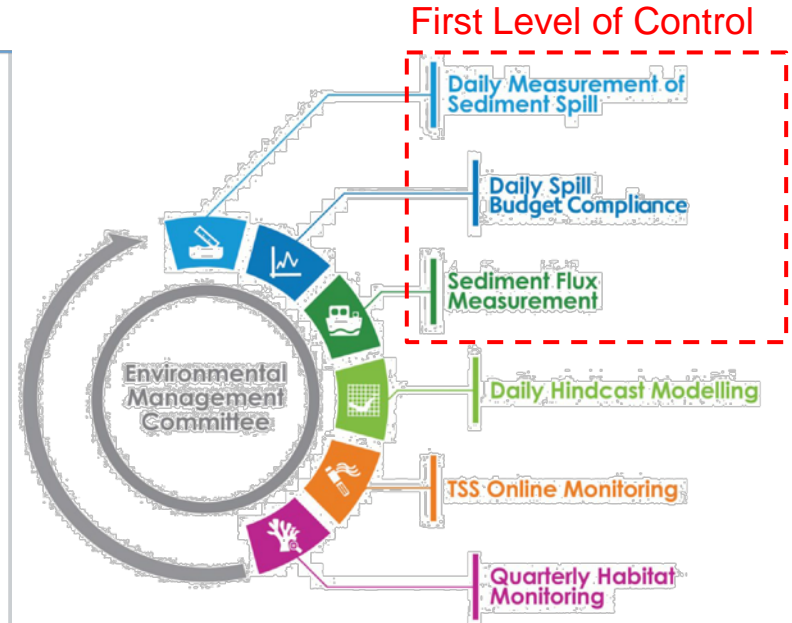 First Level of Control
Daily Measurement of
Sediment Spill
Daily Spill
Budget Compliance
Sediment Flux
Measurement
Environmental
Management
Committee
Daily Hindcast Modelling
TSS Online Monitoring
Quarterly Habitat
Monitoring